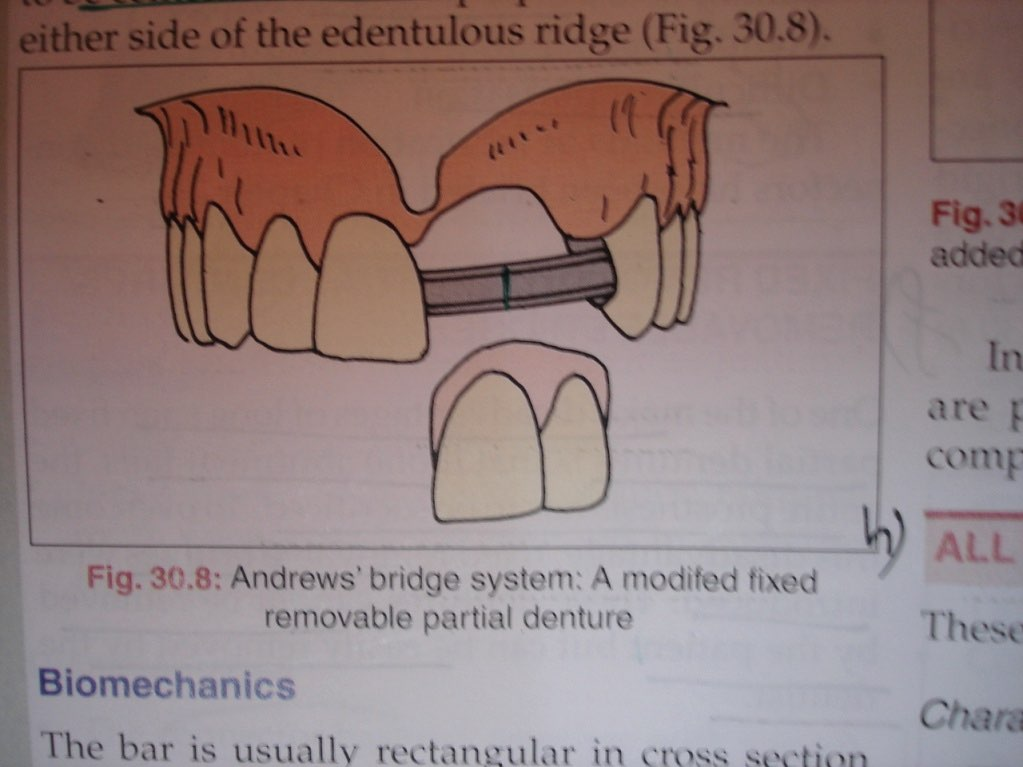 either side of the edentulous ridge (Fig. 30.8).
Fig. 30.8: Andrews' bridge system: A modifed fixed
removable partial denture
Biomechanics
The bar is usually rectangular in cross section
h)
Fig. 3
added
In
are p
comp
ALL
These
Chara